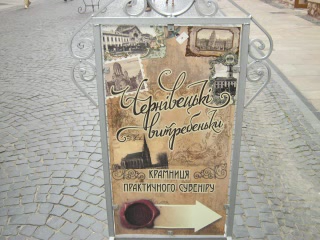 Чернівецькі
витребеньки
КРАМНИЦЯ
ПРАКТИЧНОГО СУВЕНІРУ